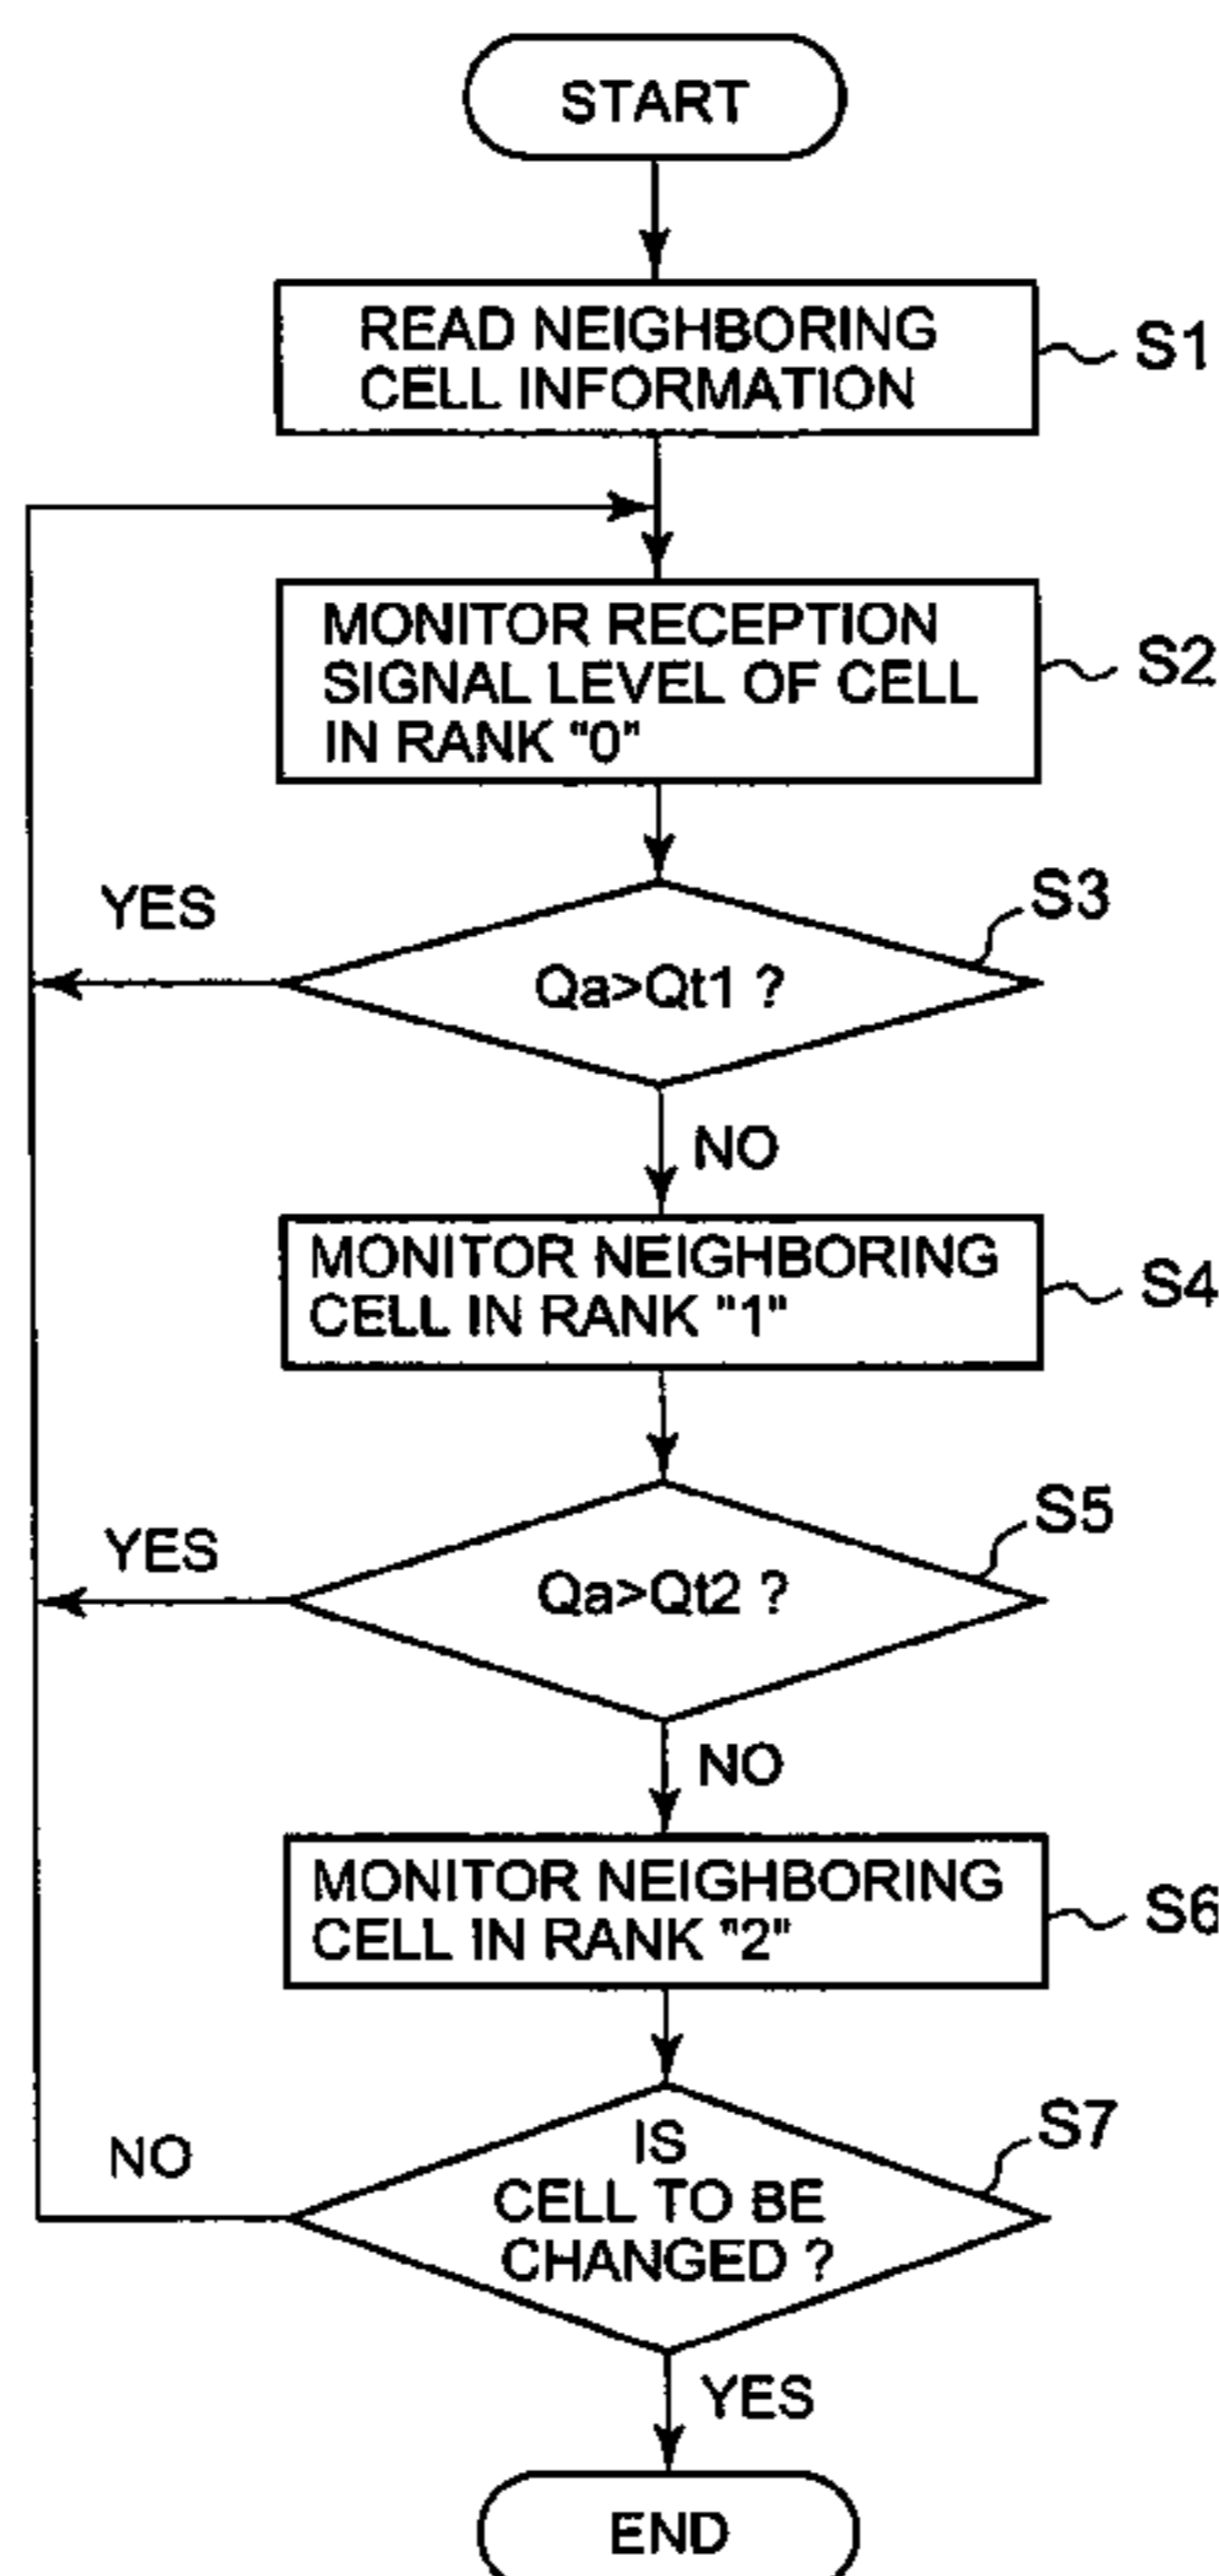 START
READ NEIGHBORING
CELL INFORMATION
S1
MONITOR RECEPTION
SIGNAL LEVEL OF CELL
IN RANK "0"
S2
S3
YES
Qa>Qt1 ?
NO
MONITOR NEIGHBORING
CELL IN RANK "1"
S4
S5
YES
Qa>Qt2 ?
NO
MONITOR NEIGHBORING
CELL IN RANK "2"
S6
S7
NO
IS
CELL TO BE
CHANGED ?
YES
END